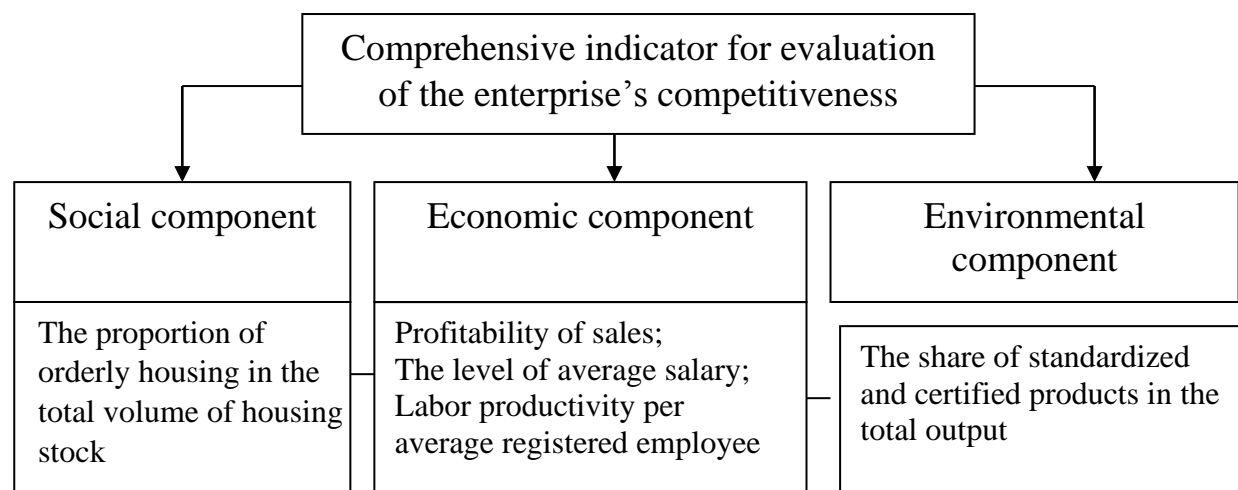 Comprehensive indicator for evaluation
of the enterprise’s competitiveness
Social component
Economic component
Environmental
component
The proportion of
orderly housing in the
total volume of housing
stock
Profitability of sales;
The level of average salary;
Labor productivity per
average registered employee
The share of standardized
and certified products in the
total output